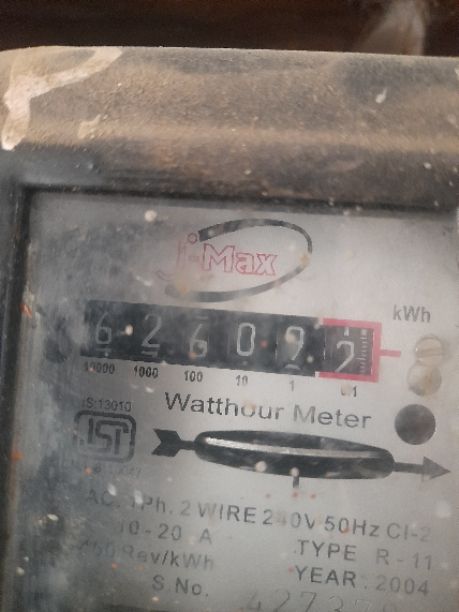 j-Max
kWh
6 2 6 0 9 2
10000 1000 100 10 1 0.1
IS:13010
Watthour Meter
ISI
AC. 1Ph. 2 WIRE 240V 50Hz Cl-2
10-20 A TYPE R-11
Rev/kWh YEAR: 2004
S.No.